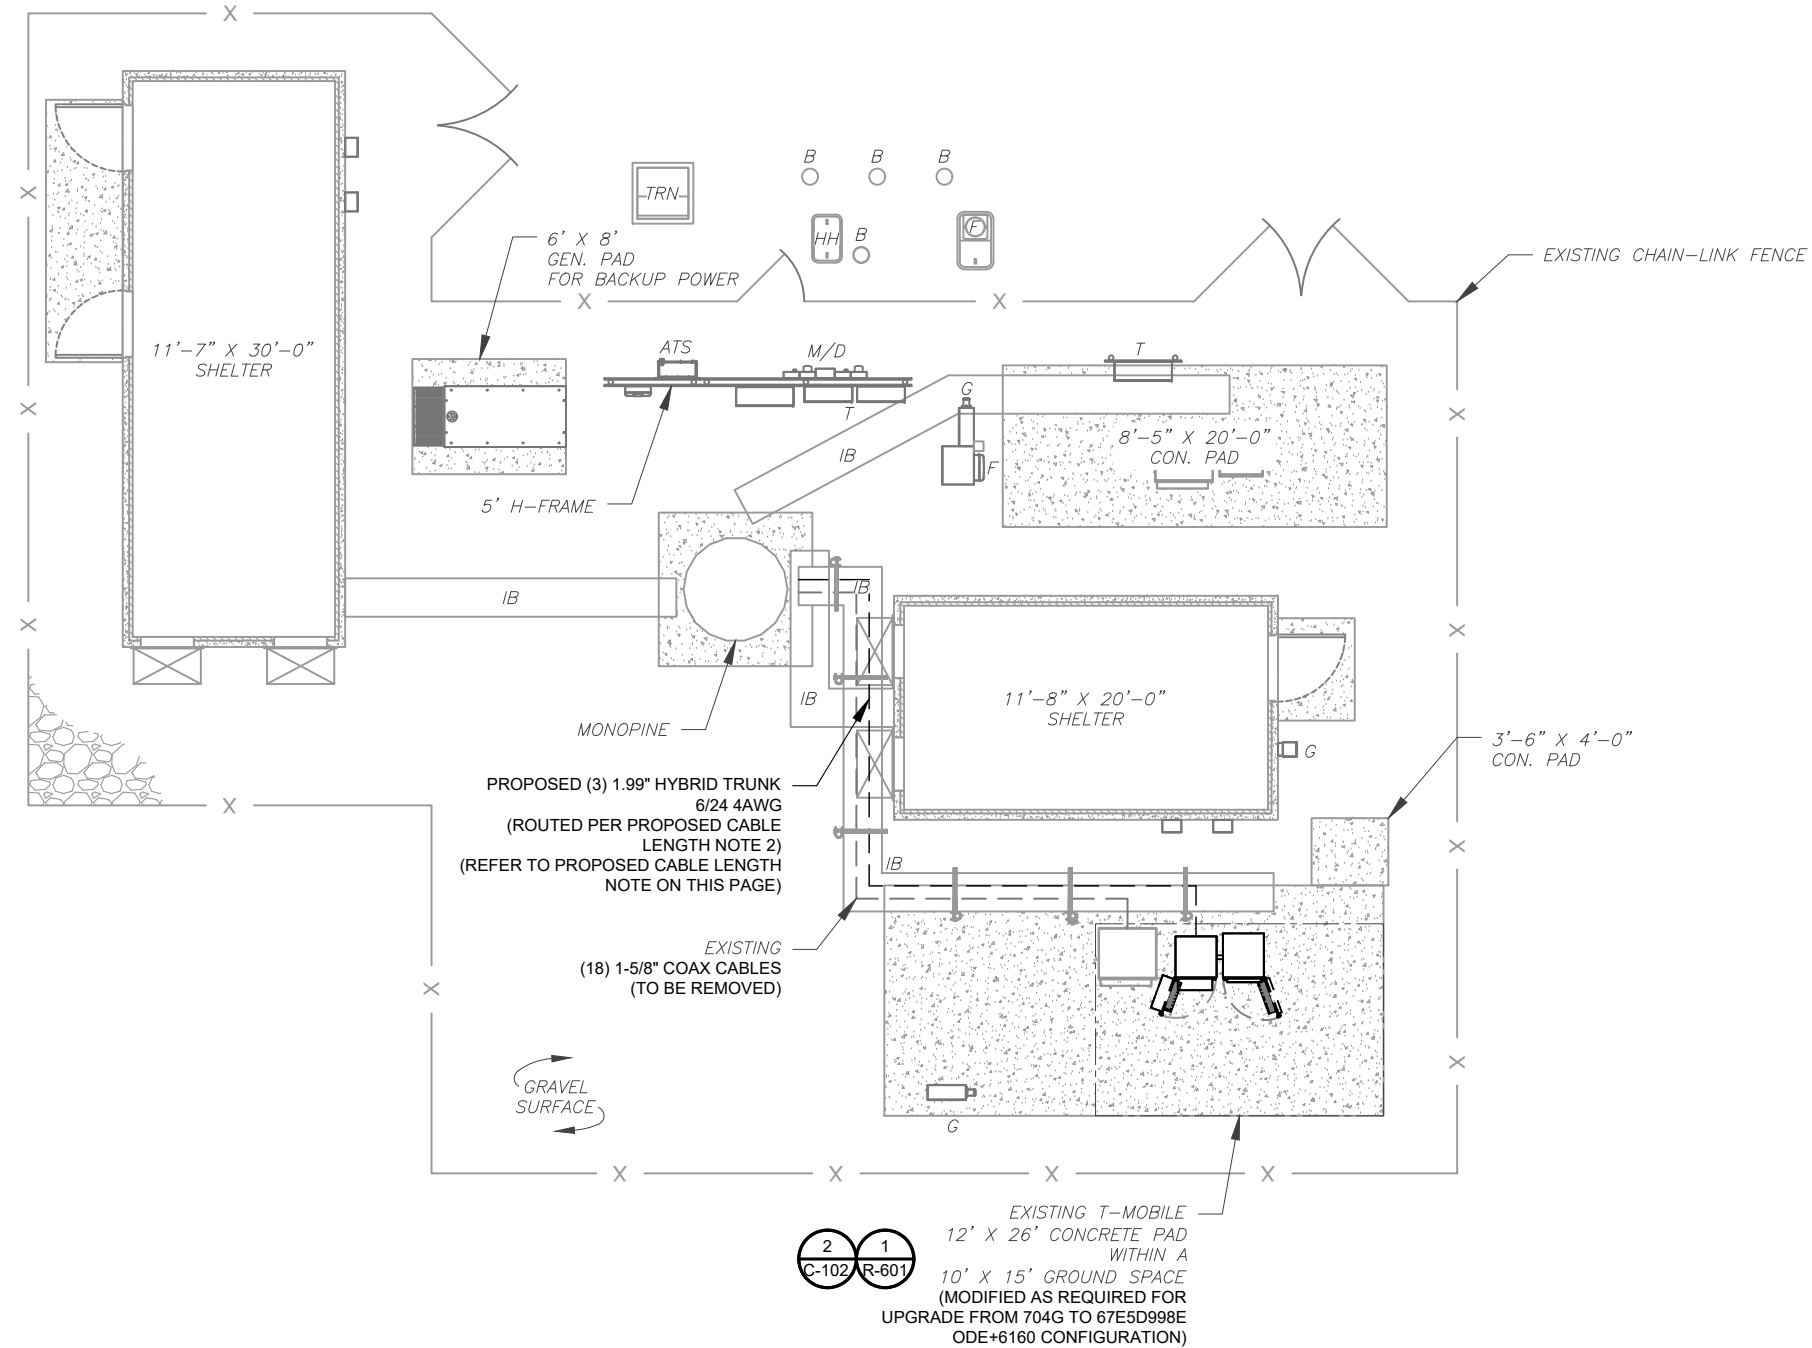 X
X
B
B
B
TRN
6' X 8'
GEN. PAD
FOR BACKUP POWER
HH
B
F
EXISTING CHAIN-LINK FENCE
X
X
11'-7" X 30'-0"
SHELTER
ATS
M/D
T
X
X
G
T
8'-5" X 20'-0"
CON. PAD
IB
F
5' H-FRAME
IB
IB
X
X
11'-8" X 20'-0"
SHELTER
IB
MONOPINE
G
3'-6" X 4'-0"
CON. PAD
PROPOSED (3) 1.99" HYBRID TRUNK
6/24 4AWG
(ROUTED PER PROPOSED CABLE
LENGTH NOTE 2)
(REFER TO PROPOSED CABLE LENGTH
NOTE ON THIS PAGE)
X
X
IB
EXISTING
(18) 1-5/8" COAX CABLES
(TO BE REMOVED)
X
X
GRAVEL
SURFACE
G
X
X
X
X
EXISTING T-MOBILE
12' X 26' CONCRETE PAD
WITHIN A
10' X 15' GROUND SPACE
(MODIFIED AS REQUIRED FOR
UPGRADE FROM 704G TO 67E5D998E
ODE+6160 CONFIGURATION)
2
C-102
1
R-601